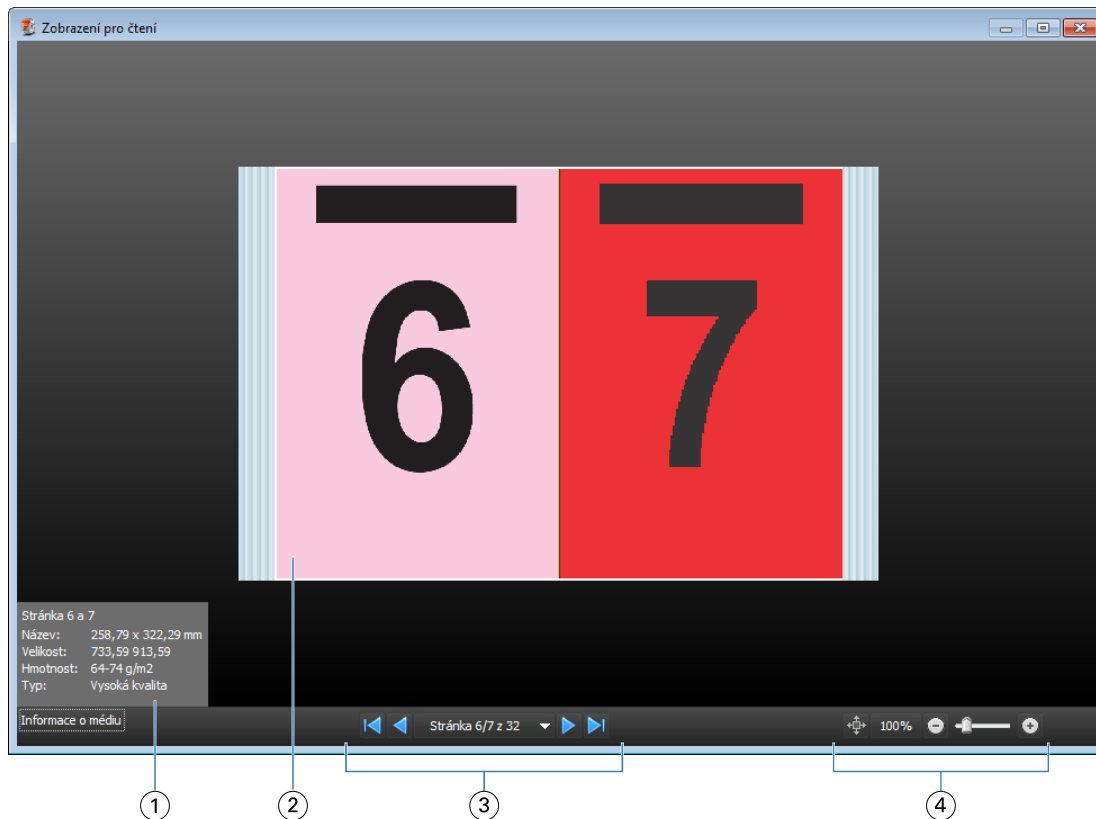 Zobrazení pro čtení
6 7
Stránka 6 a 7
Název: 258,79 x 322,29 mm
Velikost: 733,59 913,59
Hmotnost: 64-74 g/m2
Typ: Vysoká kvalita
Informace o médiu
Stránka 6/7 z 32
100%
1 2 3 4